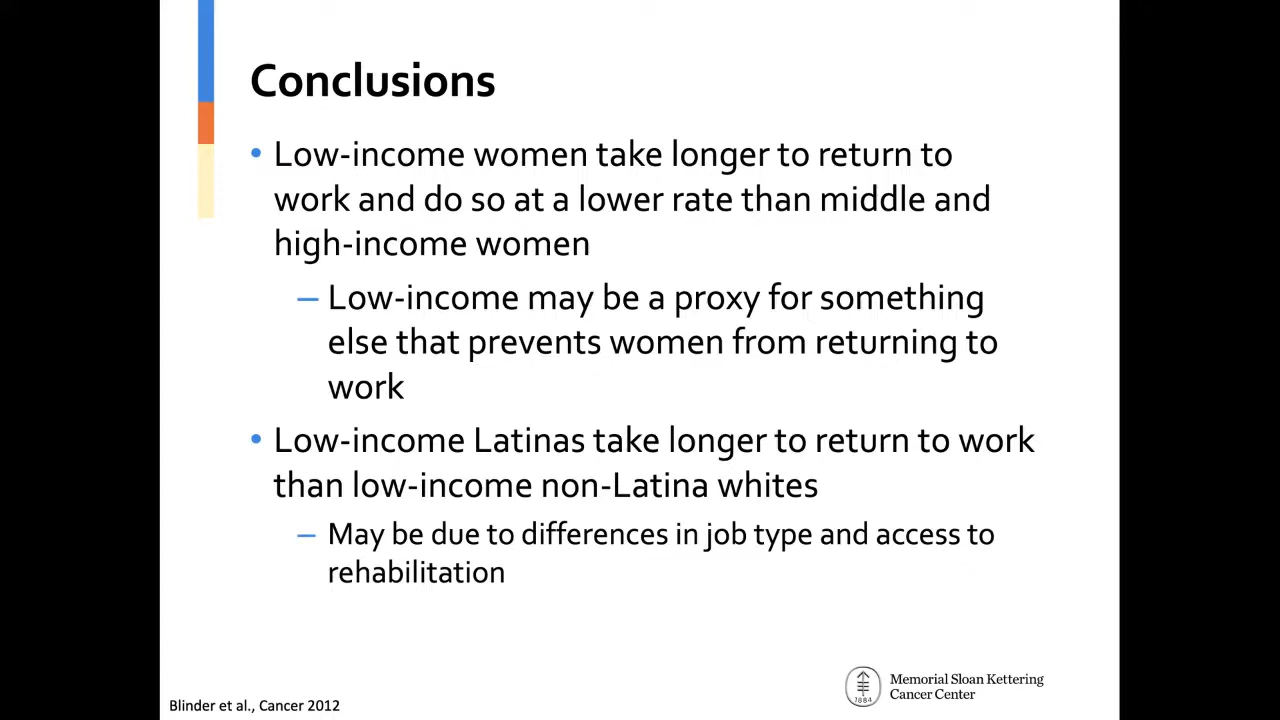 Conclusions
• Low-income women take longer to return to
work and do so at a lower rate than middle and
high-income women
– Low-income may be a proxy for something
else that prevents women from returning to
work
• Low-income Latinas take longer to return to work
than low-income non-Latina whites
– May be due to differences in job type and access to
rehabilitation
Blinder et al., Cancer 2012
1884
Memorial Sloan Kettering
Cancer Center